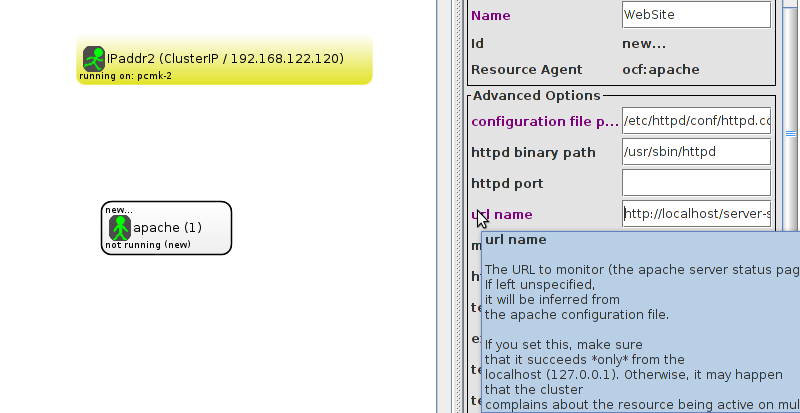 IPaddr2 (ClusterIP / 192.168.122.120)
running on: pcmk-2
new...
apache (1)
not running (new)
Name WebSite
Id new...
Resource Agent ocf:apache
Advanced Options
configuration file p... /etc/httpd/conf/httpd.co
httpd binary path /usr/sbin/httpd
httpd port
url name http://localhost/server-s
url name
The URL to monitor (the apache server status pag
If left unspecified,
it will be inferred from
the apache configuration file.
If you set this, make sure
that it succeeds *only* from the
localhost (127.0.0.1). Otherwise, it may happen
that the cluster
complains about the resource being active on mul